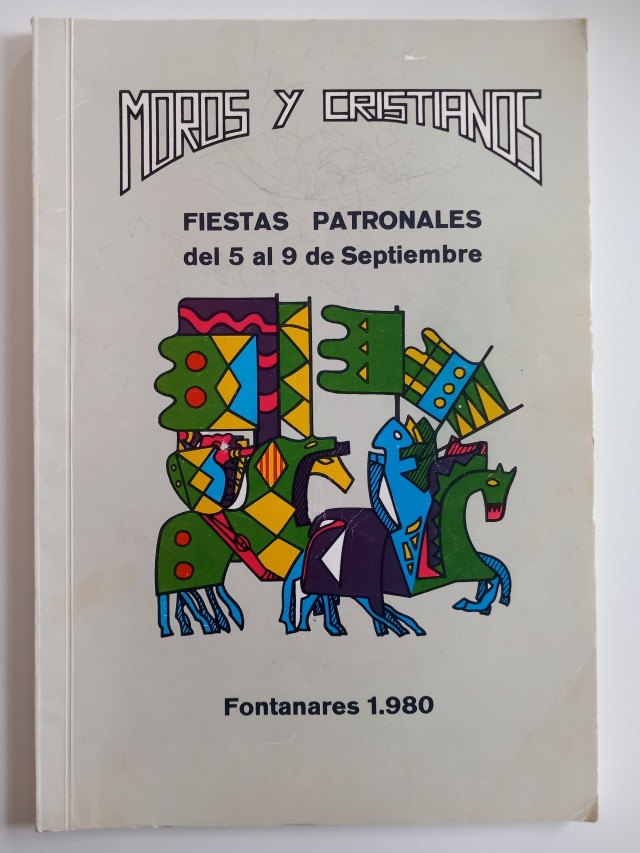 MOROS Y CRISTIANOS
FIESTAS PATRONALES
del 5 al 9 de Septiembre
Fontanares 1.980